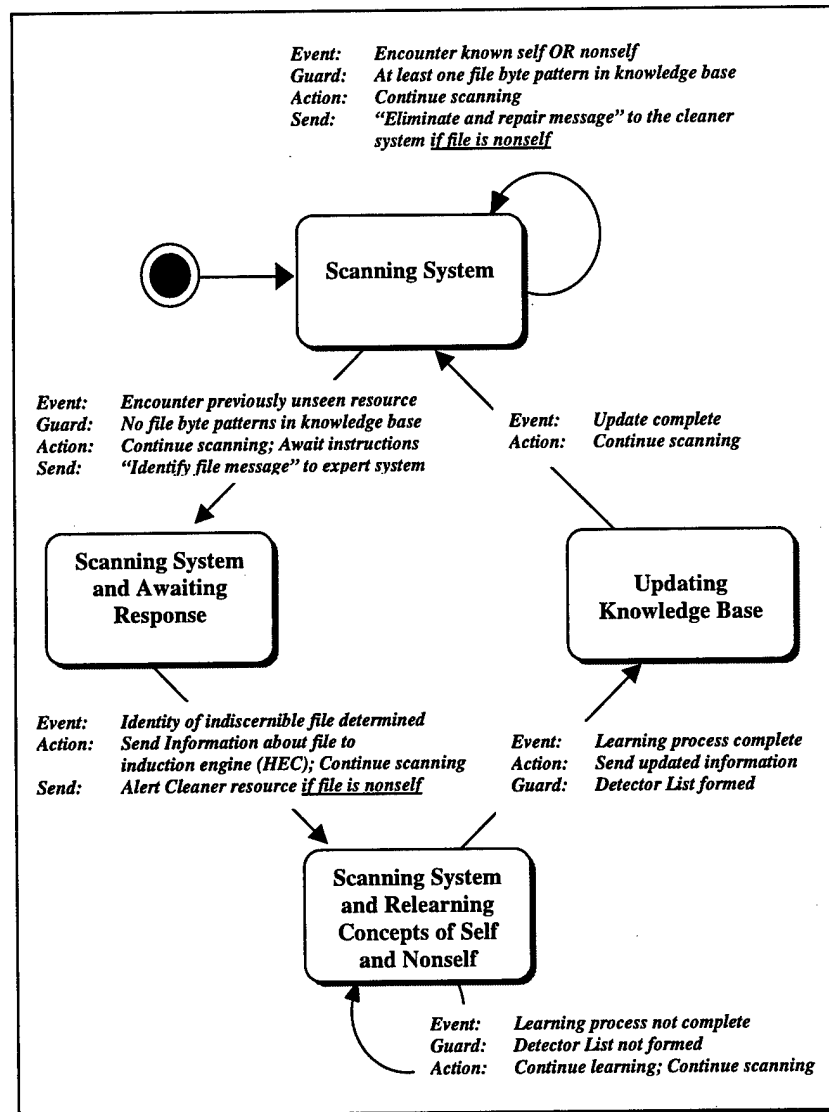 Event: Encounter known self OR nonself
Guard: At least one file byte pattern in knowledge base
Action: Continue scanning
Send: “Eliminate and repair message” to the cleaner
system if file is nonself
Scanning System
Event: Encounter previously unseen resource
Guard: No file byte patterns in knowledge base
Action: Continue scanning; Await instructions
Send: “Identify file message” to expert system
Event: Update complete
Action: Continue scanning
Scanning System
and Awaiting
Response
Updating
Knowledge Base
Event: Identity of indiscernible file determined
Action: Send Information about file to
induction engine (HEC); Continue scanning
Send: Alert Cleaner resource if file is nonself
Event: Learning process complete
Action: Send updated information
Guard: Detector List formed
Scanning System
and Relearning
Concepts of Self
and Nonself
Event: Learning process not complete
Guard: Detector List not formed
Action: Continue learning; Continue scanning